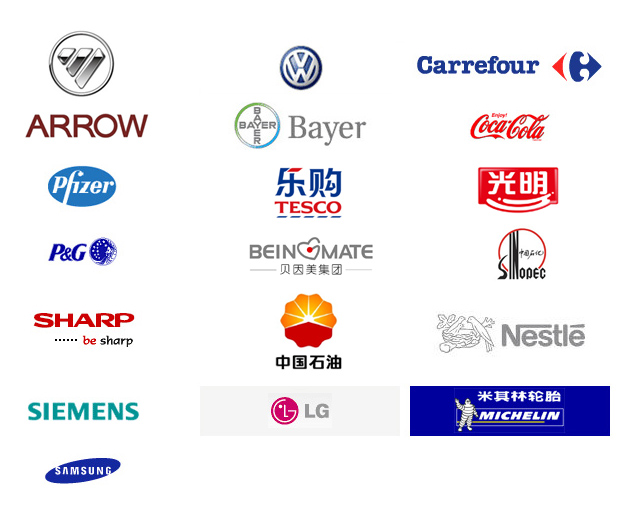 Carrefour
ARROW
BAYER
BAYER
Bayer
Enjoy!
Coca-Cola
Pfizer
乐购
TESCO
光明
P&G
BEINGMATE
贝因美集团
中国石化
SINOPEC
SHARP
be sharp
中国石油
Nestlé
SIEMENS
LG
米其林轮胎
MICHELIN
SAMSUNG